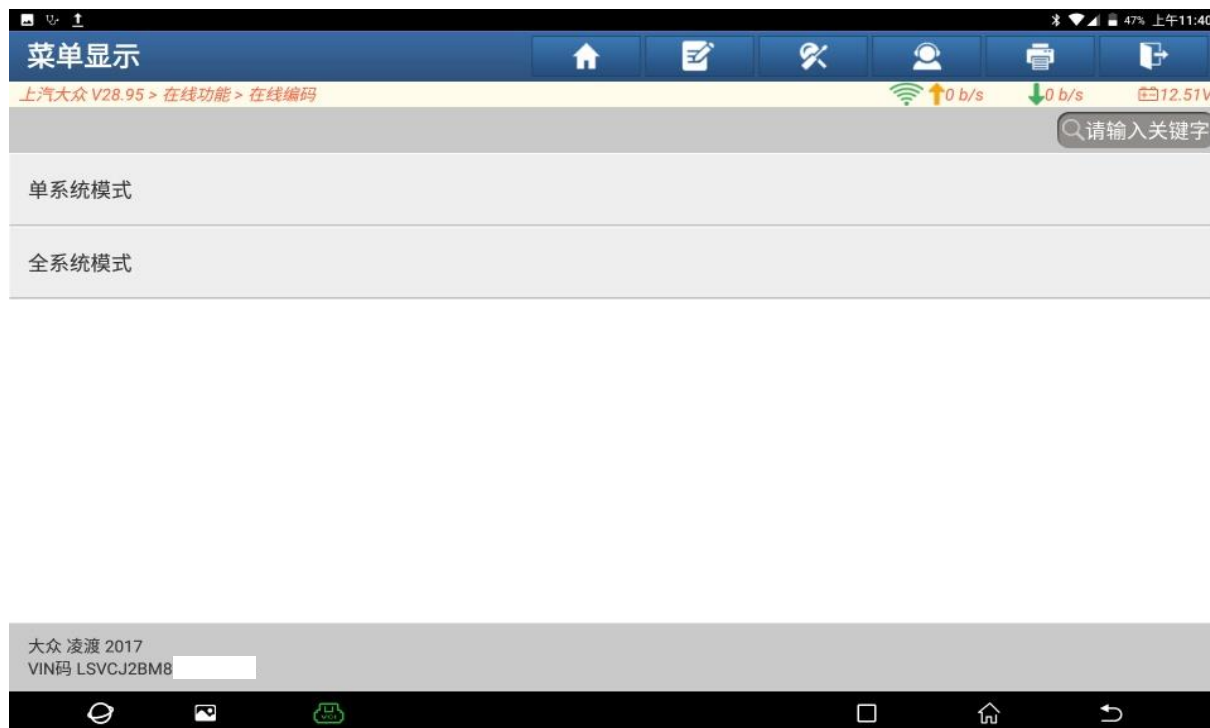 47% 上午11:40
菜单显示
上汽大众 V28.95 > 在线功能 > 在线编码
0 b/s
0 b/s
12.51V
请输入关键字
单系统模式
全系统模式
大众 凌渡 2017
VIN码 LSVCJ2BM8
VCI